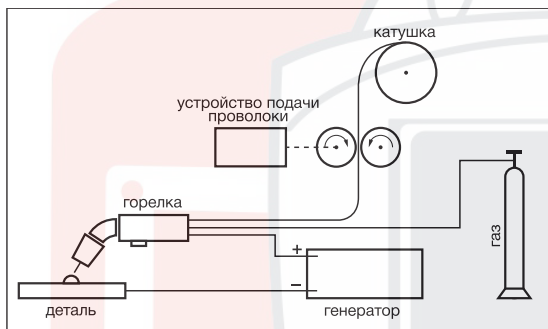 катушка
устройство подачи
проволоки
горелка
газ
+
−
деталь
генератор